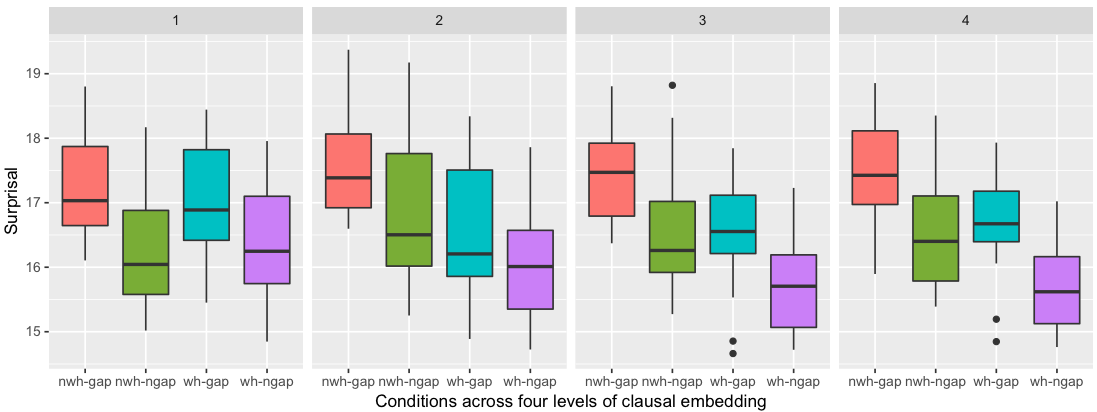 1 2 3 4
Surprisal
19
18
17
16
15
nwh-gap nwh-ngap wh-gap wh-ngap nwh-gap nwh-ngap wh-gap wh-ngap nwh-gap nwh-ngap wh-gap wh-ngap nwh-gap nwh-ngap wh-gap wh-ngap
Conditions across four levels of clausal embedding